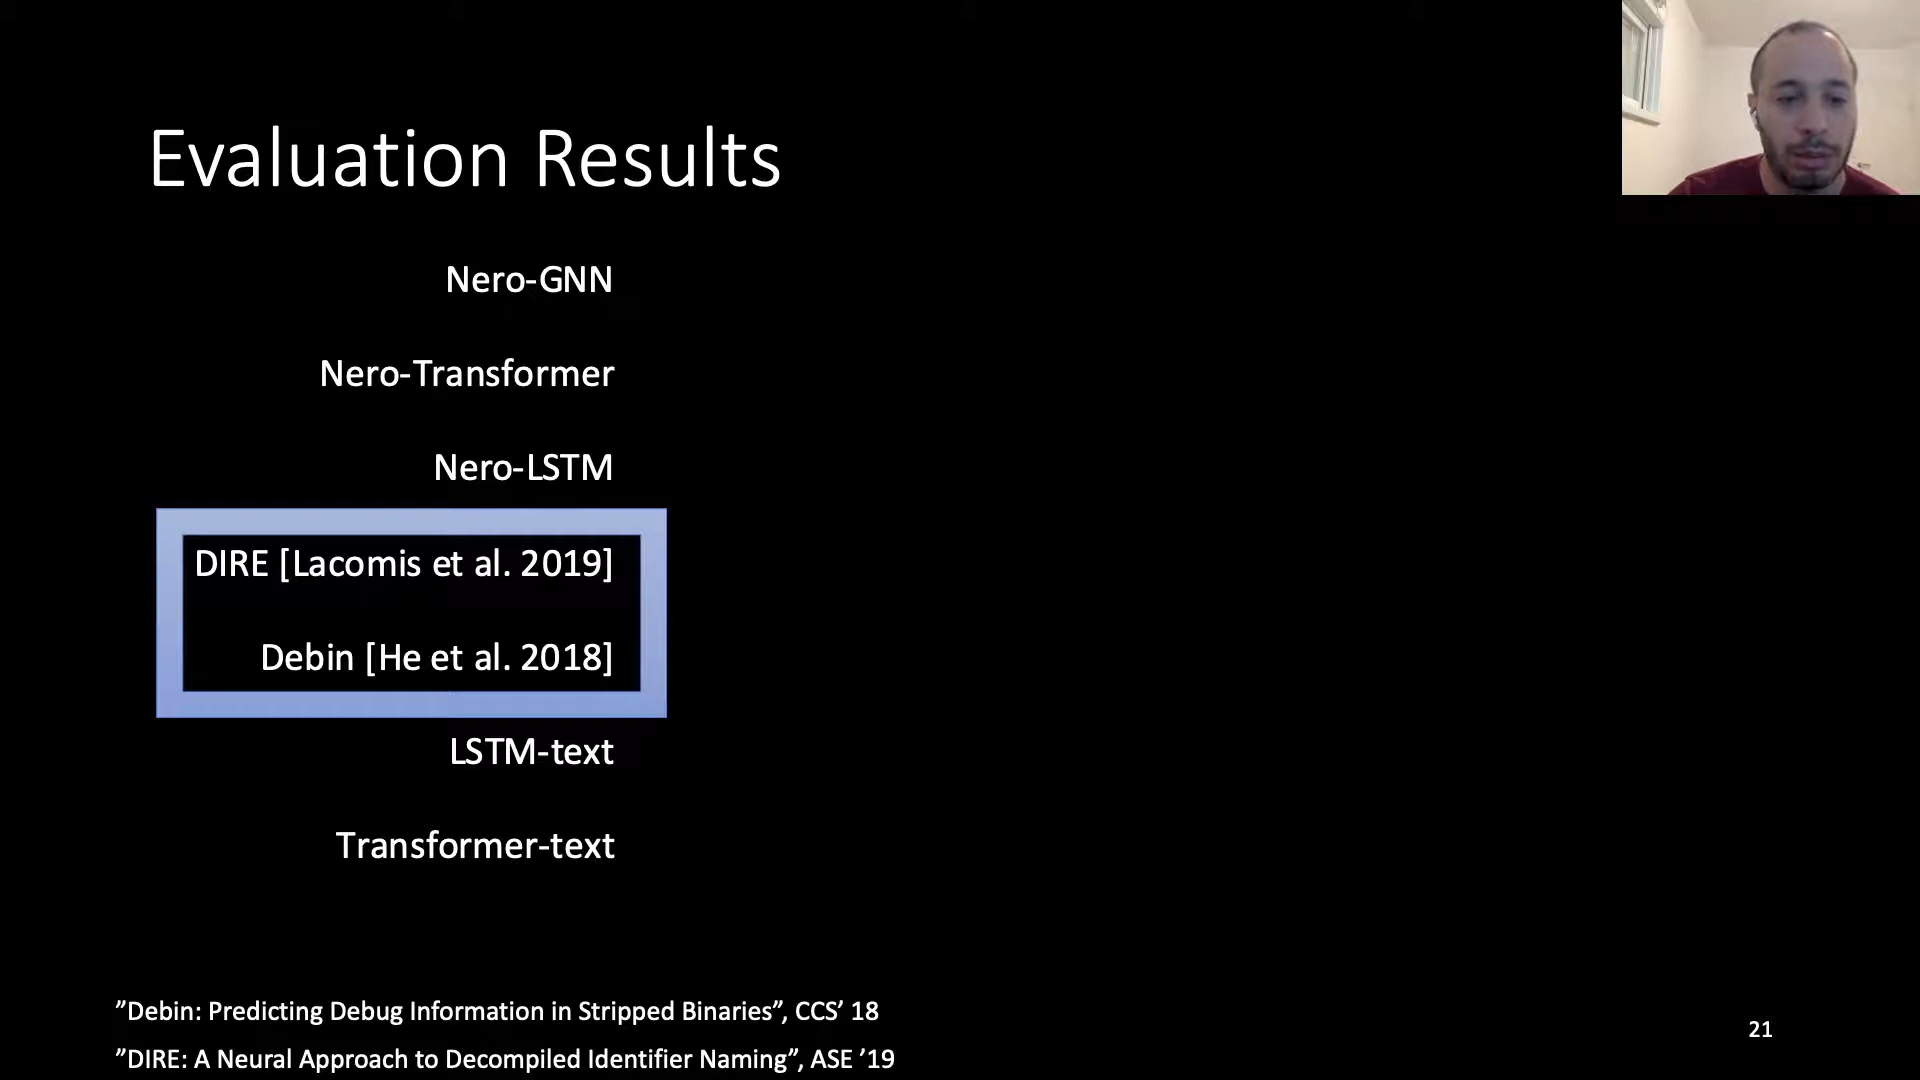 Evaluation Results
Nero-GNN
Nero-Transformer
Nero-LSTM
DIRE [Lacomis et al. 2019]
Debin [He et al. 2018]
LSTM-text
Transformer-text
”Debin: Predicting Debug Information in Stripped Binaries”, CCS’ 18
”DIRE: A Neural Approach to Decompiled Identifier Naming”, ASE ’19
21